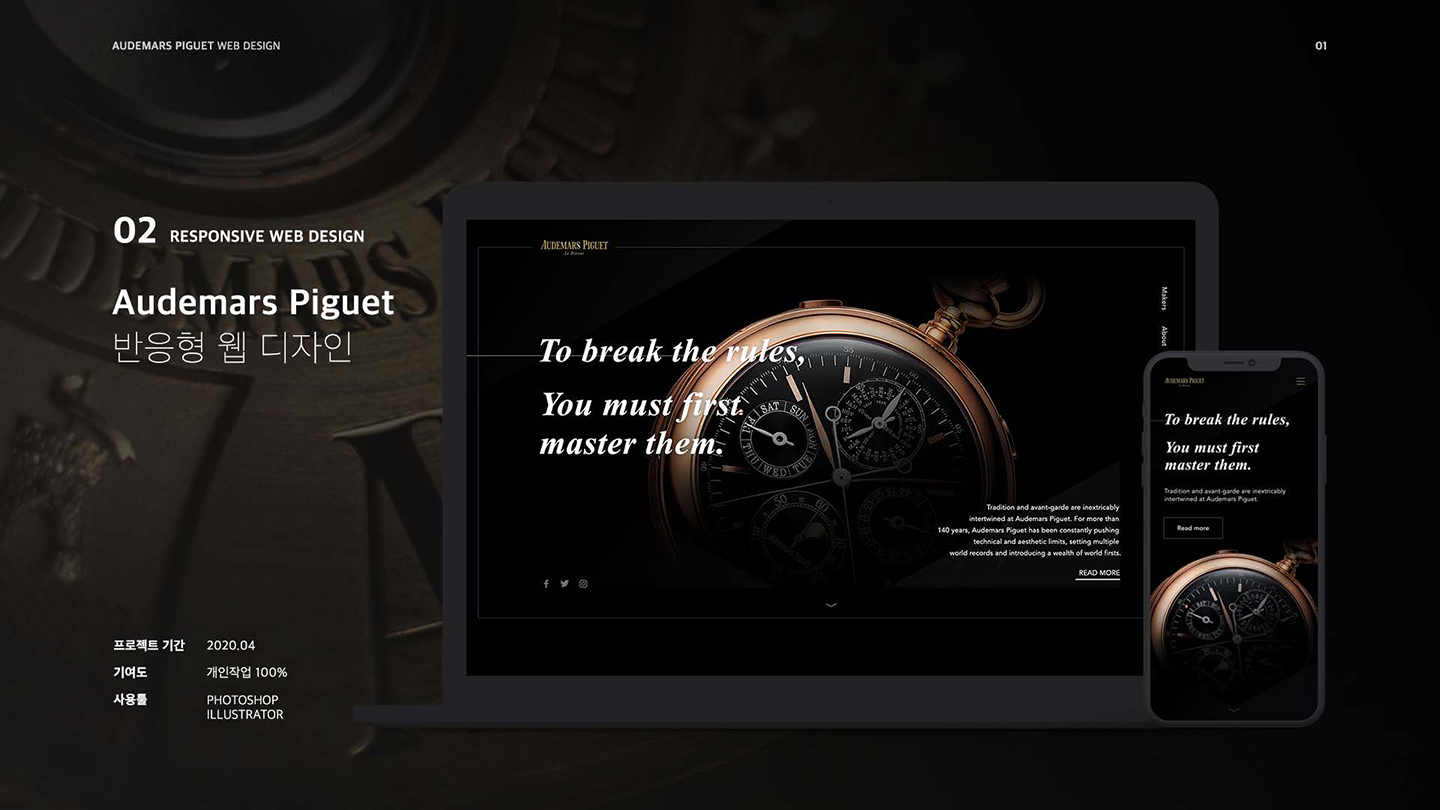 AUDEMARS PIGUET WEB DESIGN
01
02 RESPONSIVE WEB DESIGN
Audemars Piguet
반응형 웹 디자인
프로젝트 기간 2020.04
기여도 개인작업 100%
사용툴 PHOTOSHOP
ILLUSTRATOR
AUDEMARS PIGUET
Le Brassus
Makers
About
To break the rules,
You must first
master them.
SAT SUN
FRI
THU WED TUE
Tradition and avant-garde are inextricably
intertwined at Audemars Piguet. For more than
140 years, Audemars Piguet has been constantly pushing
technical and aesthetic limits, setting multiple
world records and introducing a wealth of world firsts.
READ MORE
AUDEMARS PIGUET
To break the rules,
You must first
master them.
Tradition and avant-garde are inextricably
intertwined at Audemars Piguet.
Read more